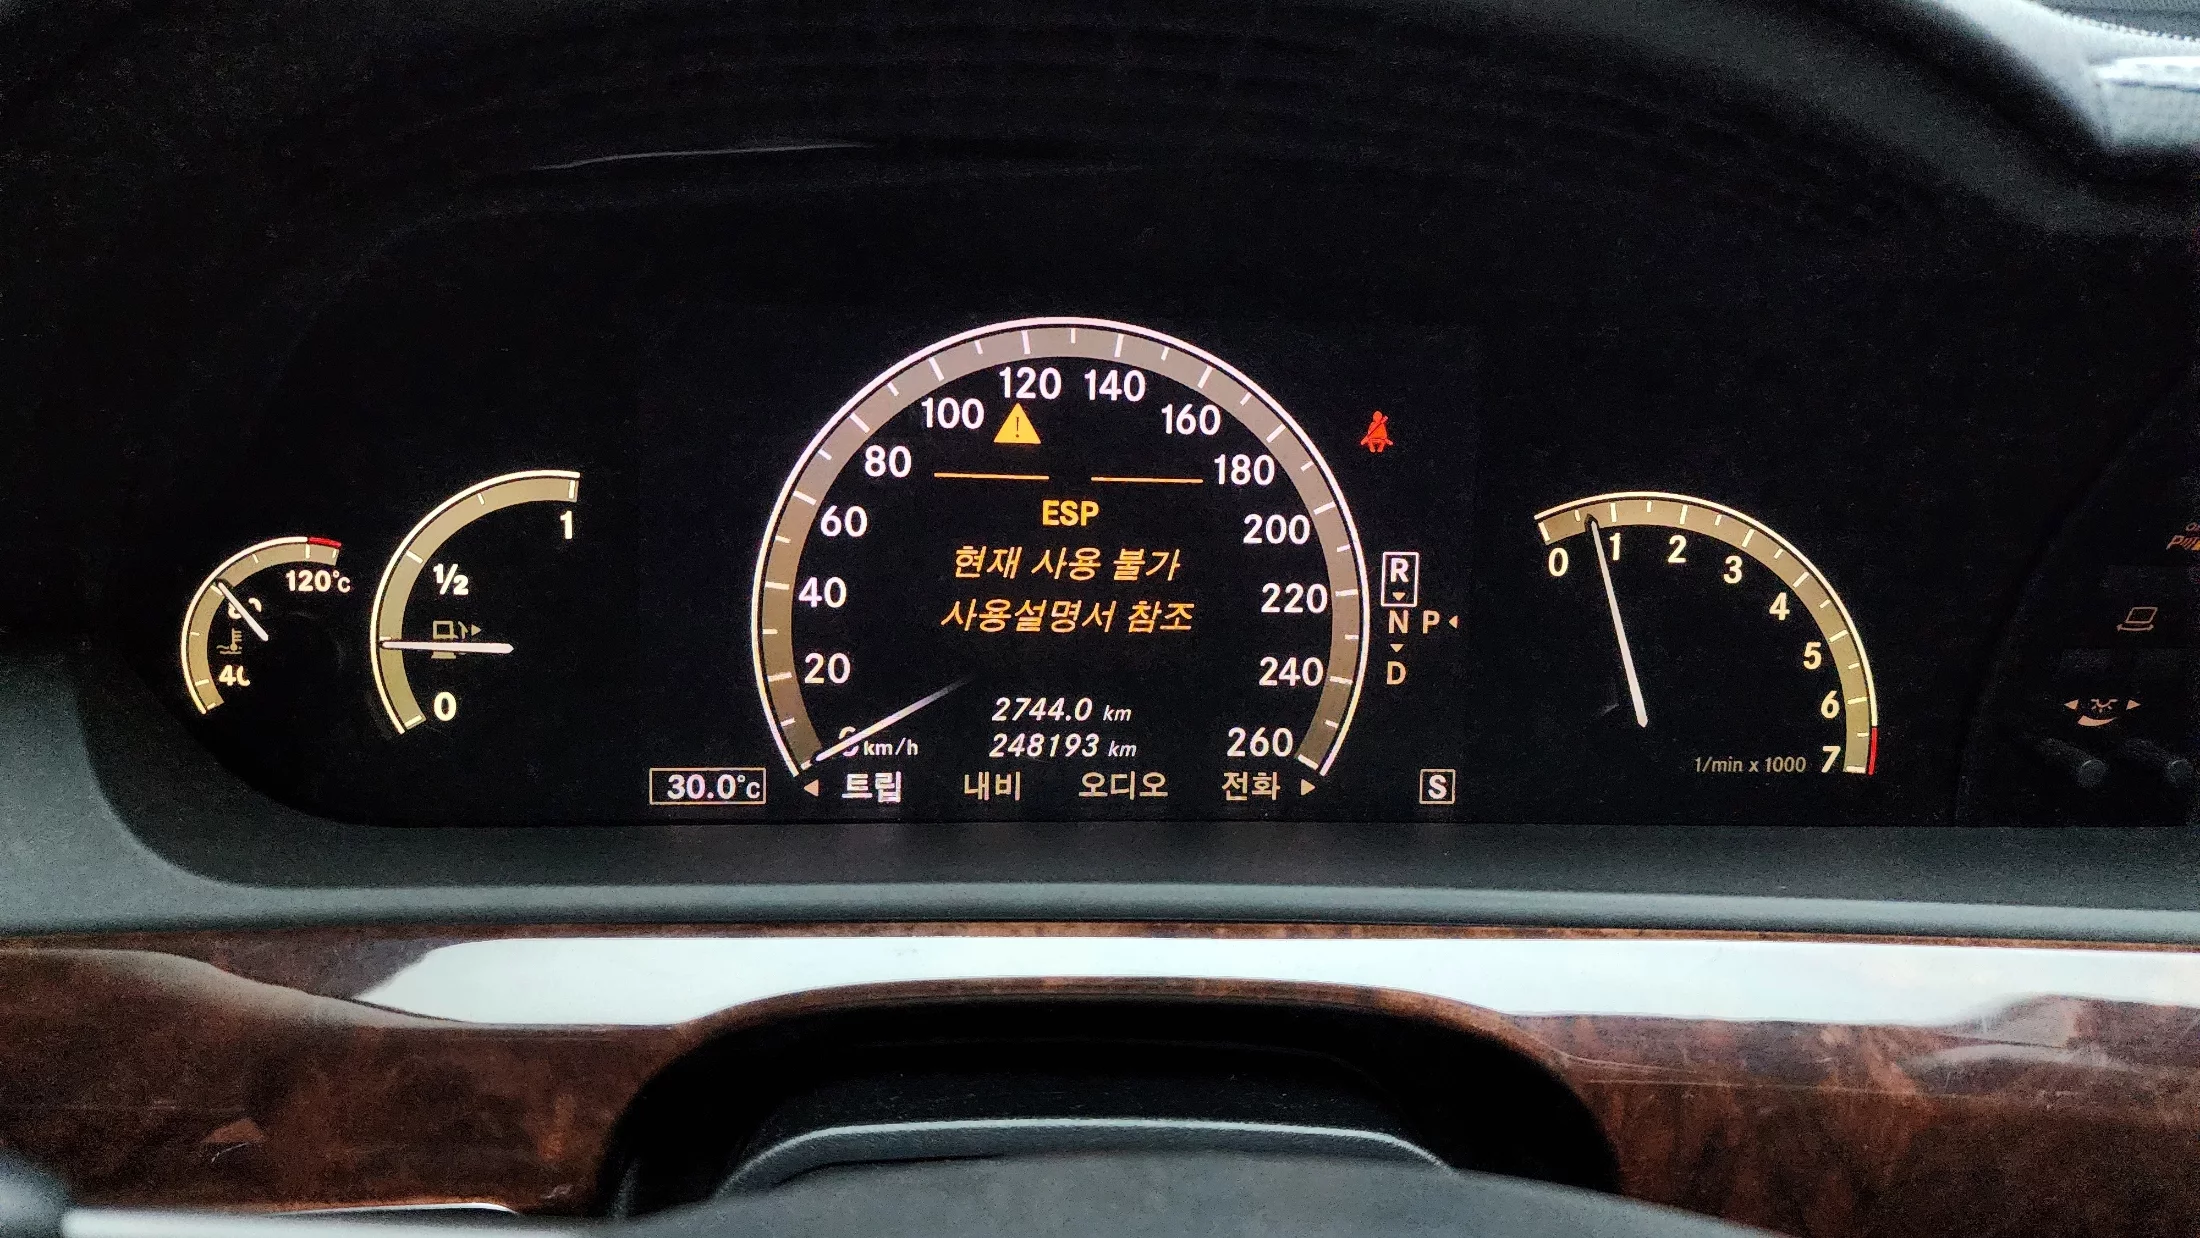 120 140
100 160
80 180
60 200
40 220
20 240
km/h 260
ESP
현재 사용 불가
사용설명서 참조
2744.0 km
248193 km
트립 내비 오디오 전화
30.0°C
120°C
1
½
0
R
N P
D
S
0 1 2 3 4 5 6 7
1/min x 1000